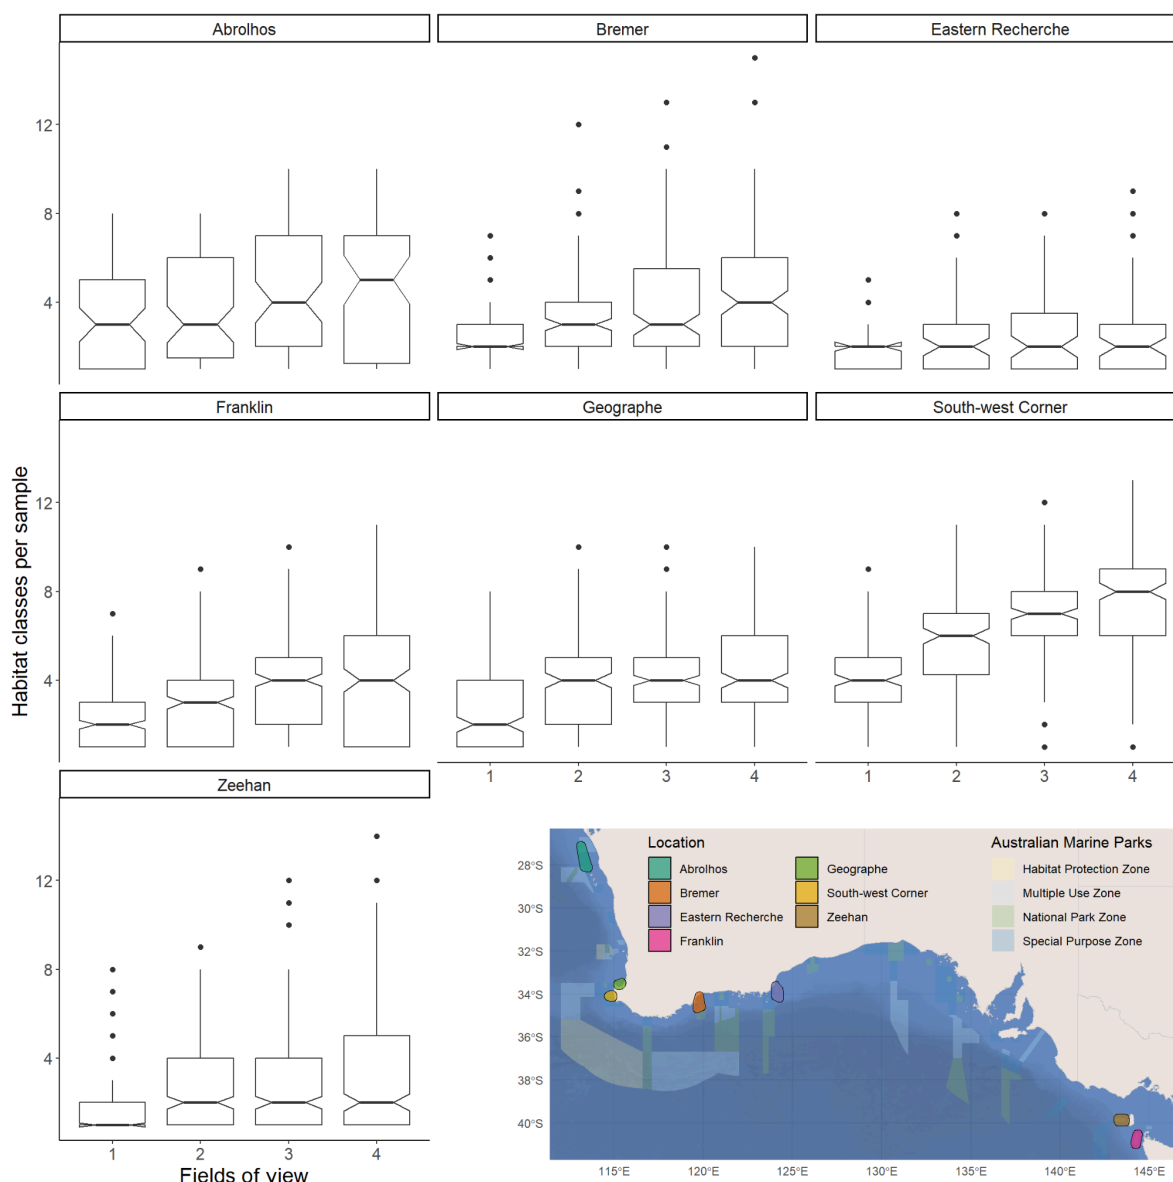 Abrolhos
Bremer
Eastern Recherche
12
8
4
Franklin
Geographe
South-west Corner
Habitat classes per sample
12
8
4
1 2 3 4
1 2 3 4
Zeehan
12
8
4
1 2 3 4
Fields of view
Location
Abrolhos
Bremer
Eastern Recherche
Franklin
Geographe
South-west Corner
Zeehan
Australian Marine Parks
Habitat Protection Zone
Multiple Use Zone
National Park Zone
Special Purpose Zone
28°S
30°S
32°S
34°S
36°S
38°S
40°S
115°E 120°E 125°E 130°E 135°E 140°E 145°E